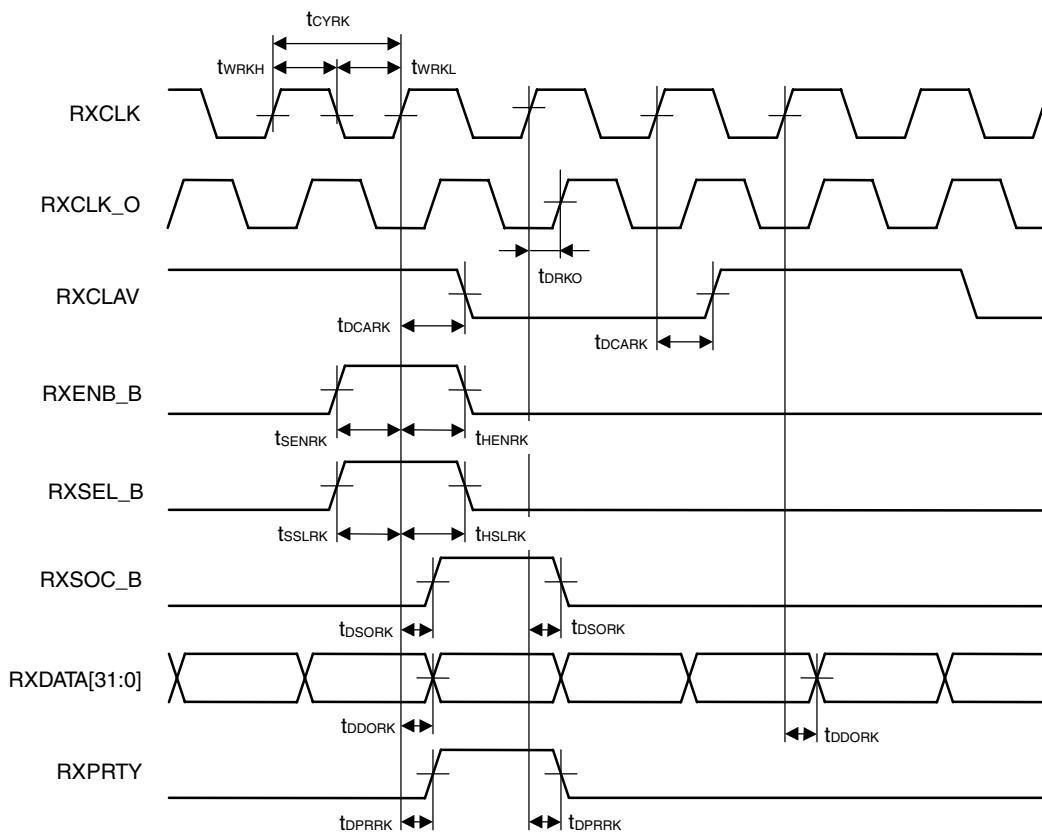 tCYRK
tWRKH tWRKL
RXCLK
RXCLK_O
tDRKO
RXCLAV
tDCARK tDCARK
RXENB_B
tSENRK tHENRK
RXSEL_B
tSSLRK tHSLRK
RXSOC_B
tDSORK tDSORK
RXDATA[31:0]
tDDORK tDDORK
RXPRTY
tDPRRK tDPRRK